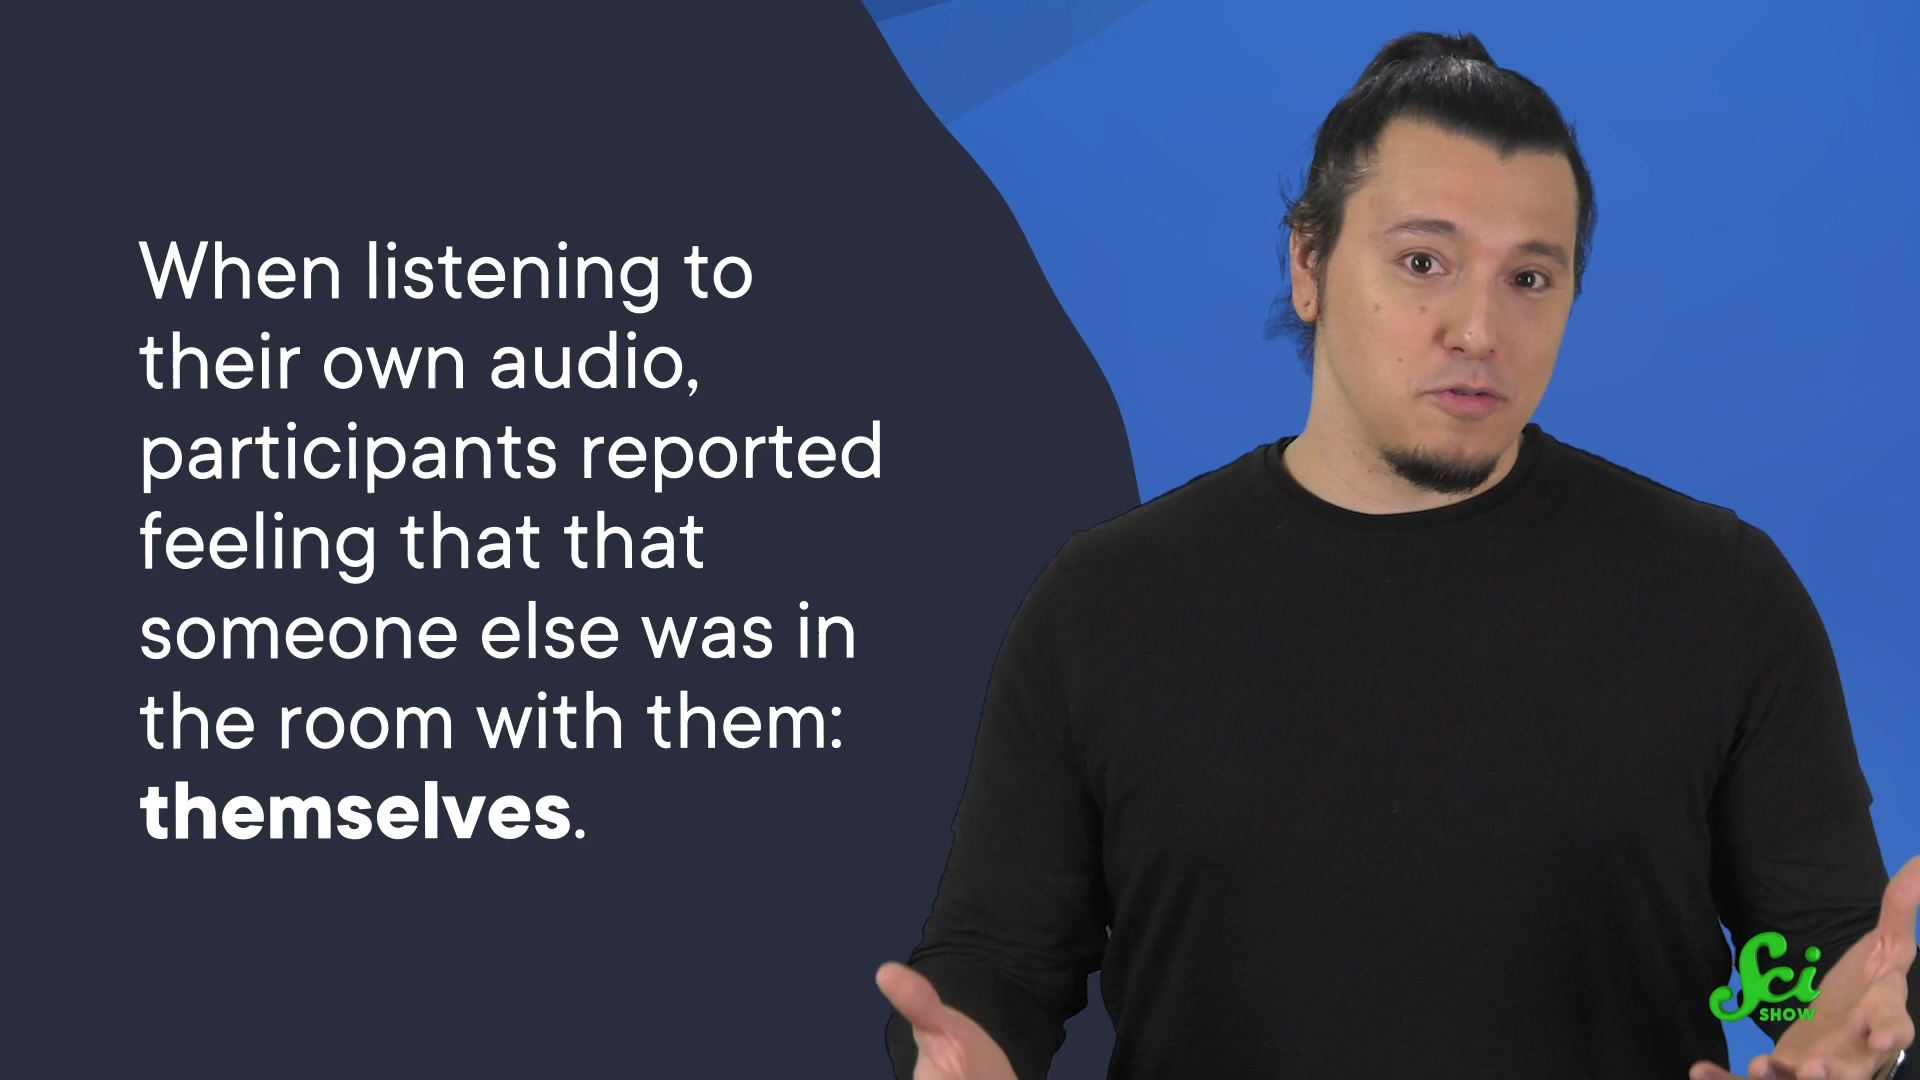 When listening to
their own audio,
participants reported
feeling that that
someone else was in
the room with them:
themselves.
Sci
SHOW